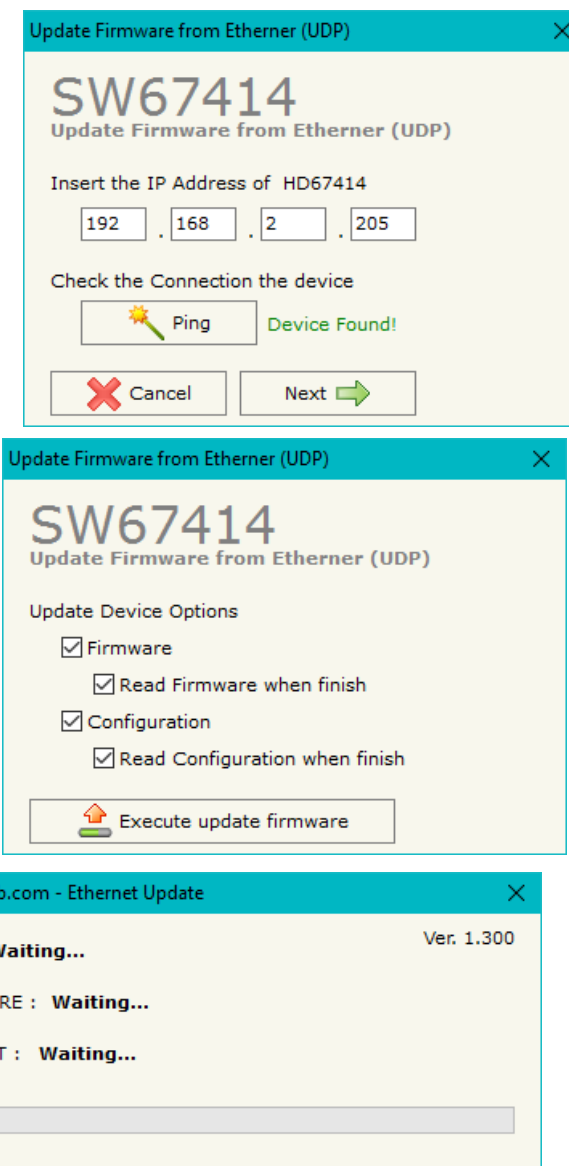 Update Firmware from Etherner (UDP)
SW67414
Update Firmware from Etherner (UDP)
Insert the IP Address of HD67414
192 . 168 . 2 . 205
Check the Connection the device
Ping Device Found!
Cancel Next
Update Firmware from Etherner (UDP)
SW67414
Update Firmware from Etherner (UDP)
Update Device Options
Firmware
Read Firmware when finish
Configuration
Read Configuration when finish
Execute update firmware
.com - Ethernet Update
Ver. 1.300
Waiting...
RE : Waiting...
T : Waiting...